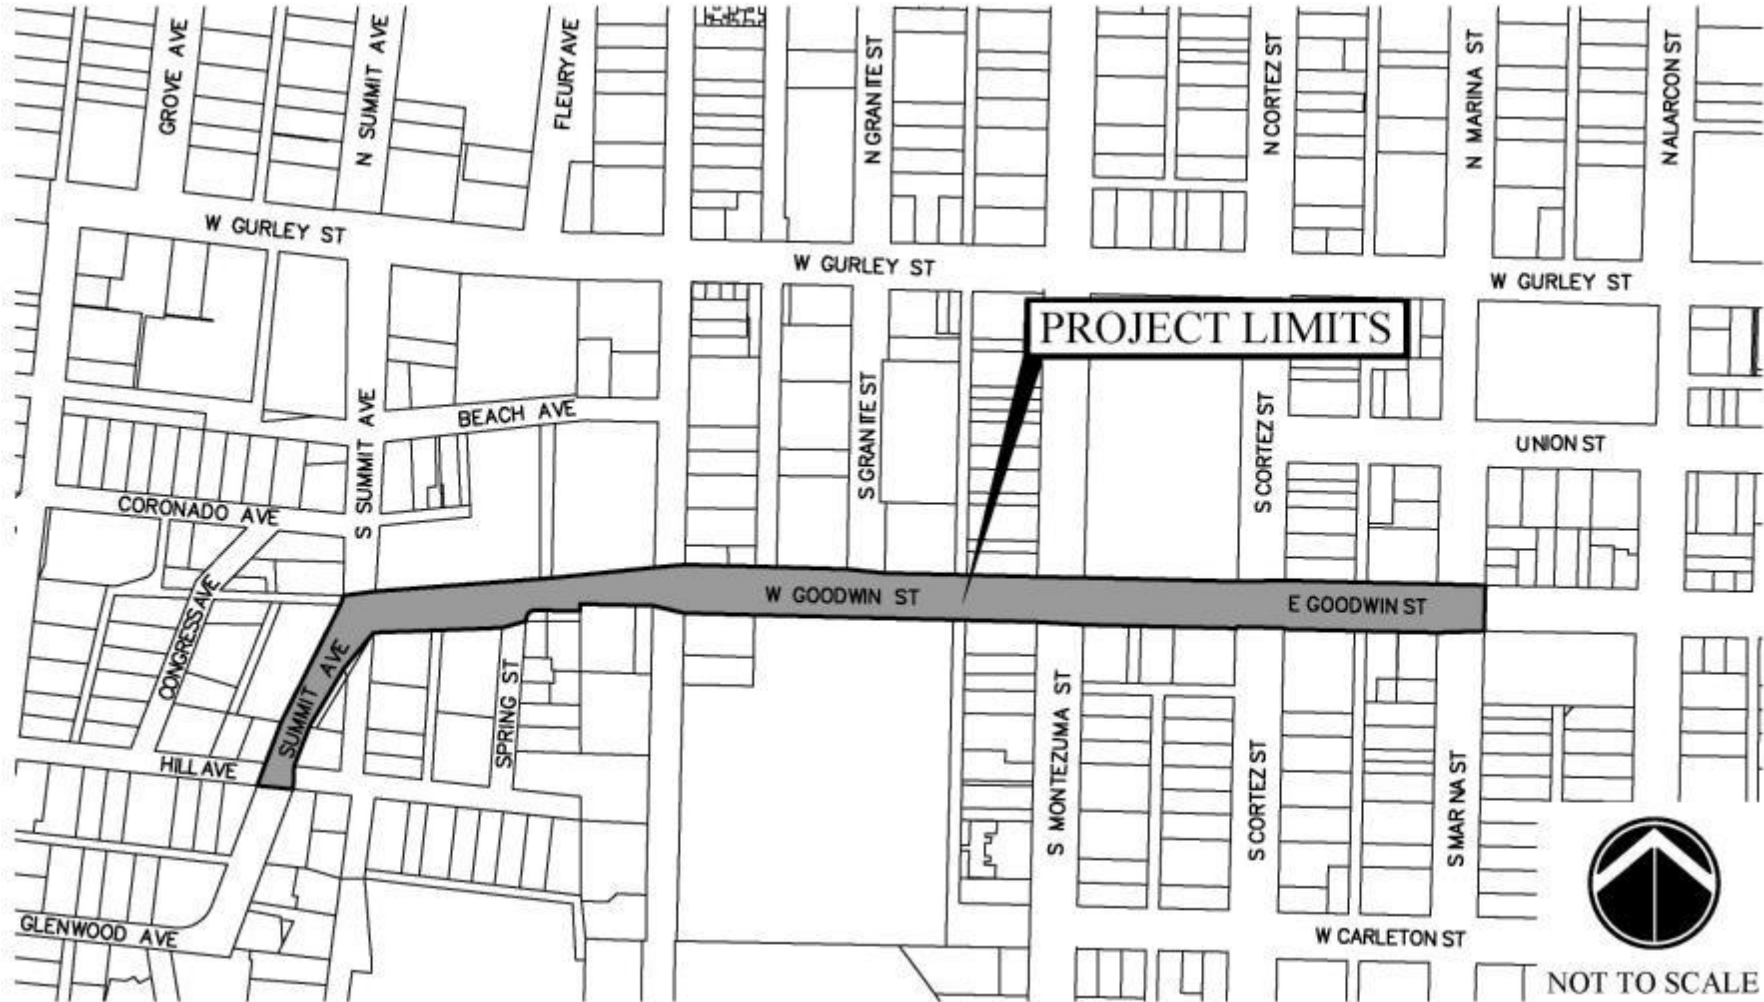 GROVE AVE
N SUMMIT AVE
FLEURY AVE
N GRANITE ST
N CORTEZ ST
N MARINA ST
N ALARCON ST
W GURLEY ST
W GURLEY ST
W GURLEY ST
PROJECT LIMITS
BEACH AVE
S SUMMIT AVE
S GRANITE ST
S CORTEZ ST
UNION ST
CORONADO AVE
CONGRESS AVE
W GOODWIN ST
E GOODWIN ST
SUMMIT AVE
SPRING ST
S MONTEZUMA ST
S CORTEZ ST
S MAR NA ST
HILL AVE
GLENWOOD AVE
W CARLETON ST
NOT TO SCALE